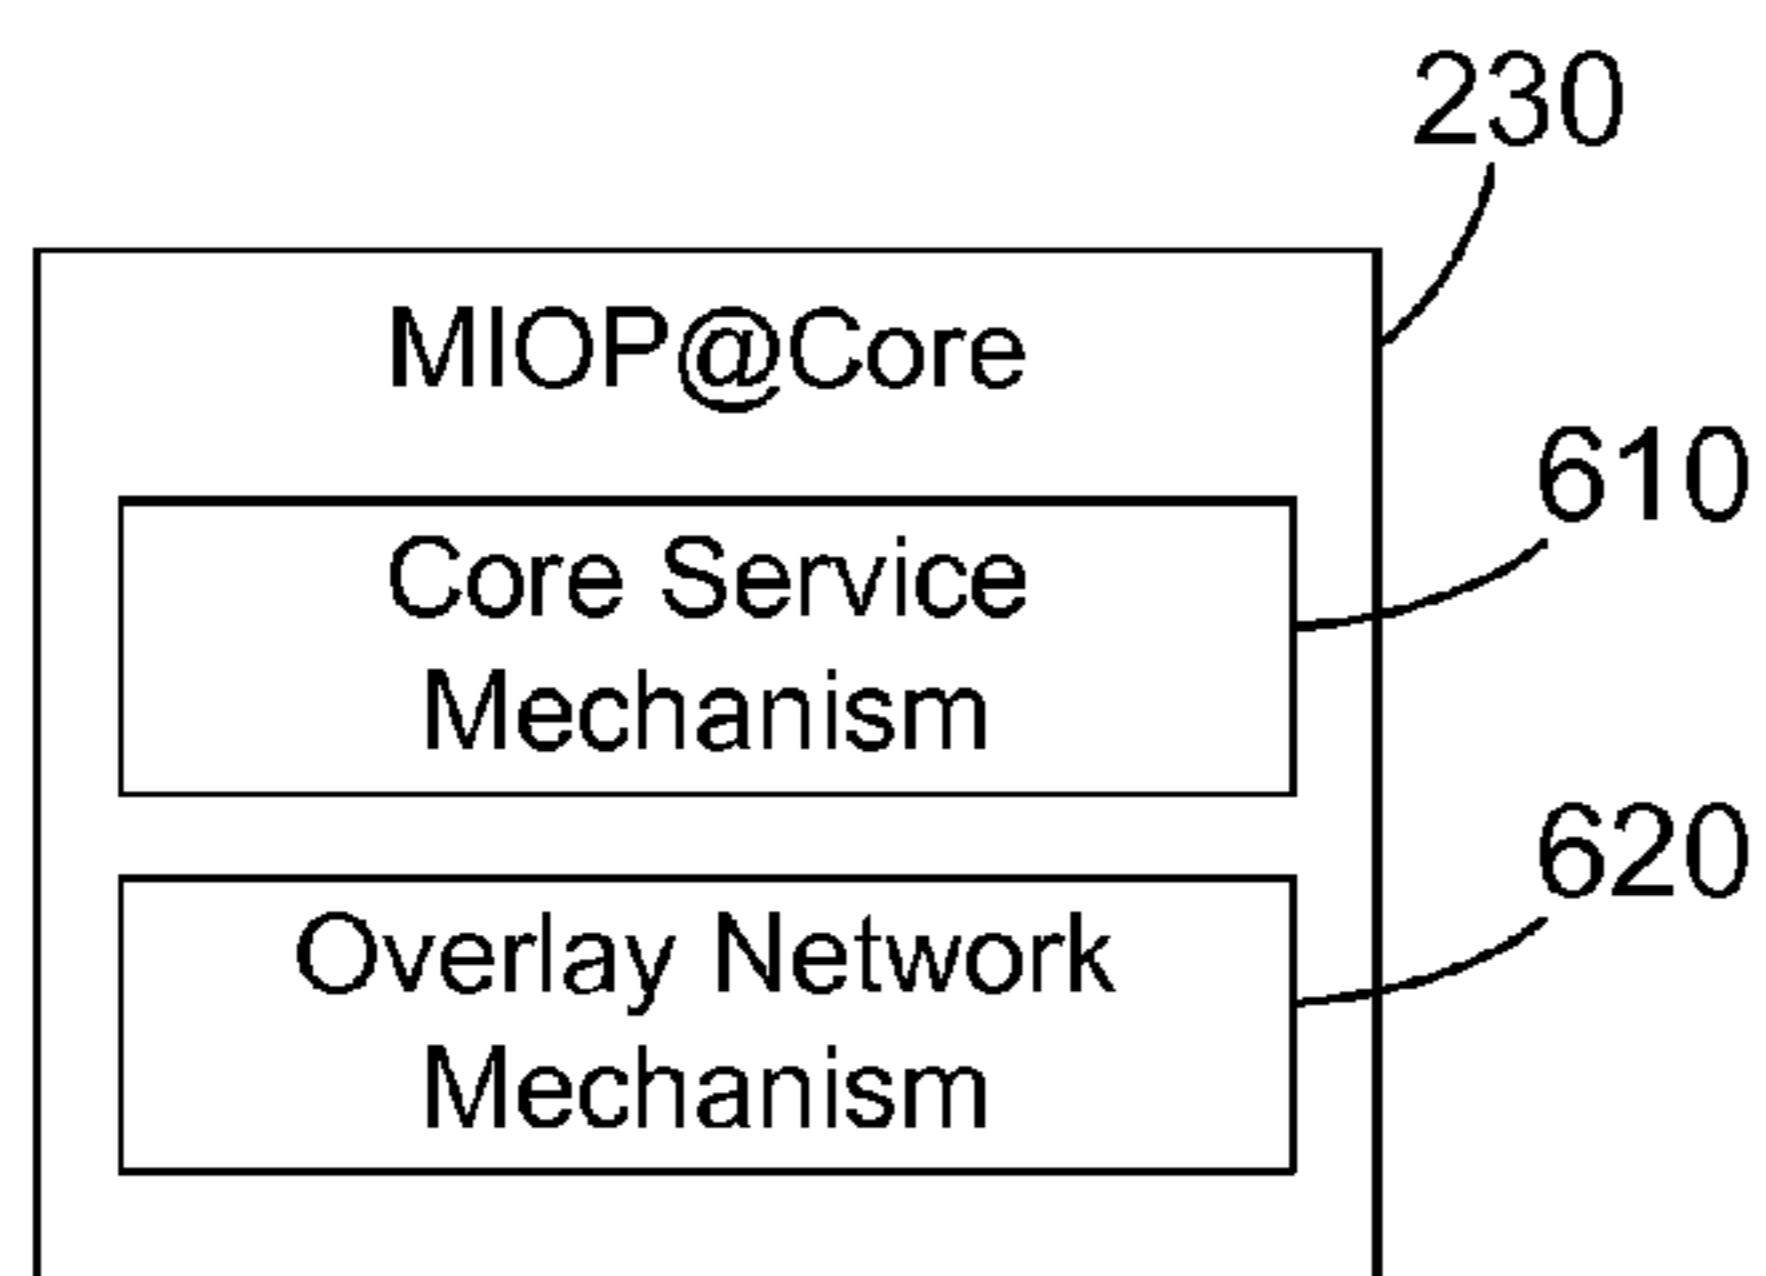 230
MIOP@Core
610
Core Service
Mechanism
620
Overlay Network
Mechanism